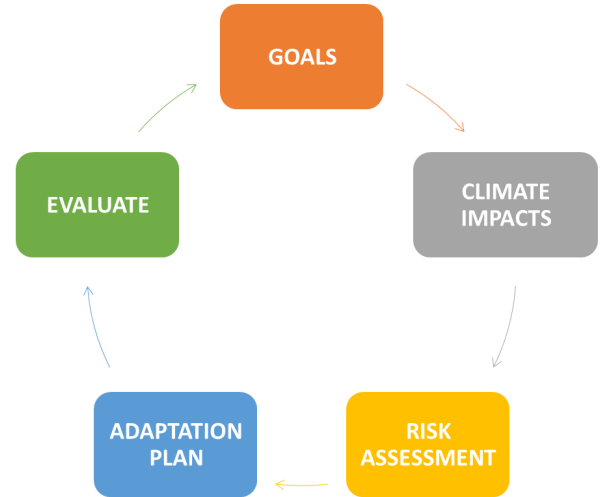 GOALS
CLIMATE
IMPACTS
RISK
ASSESSMENT
ADAPTATION
PLAN
EVALUATE